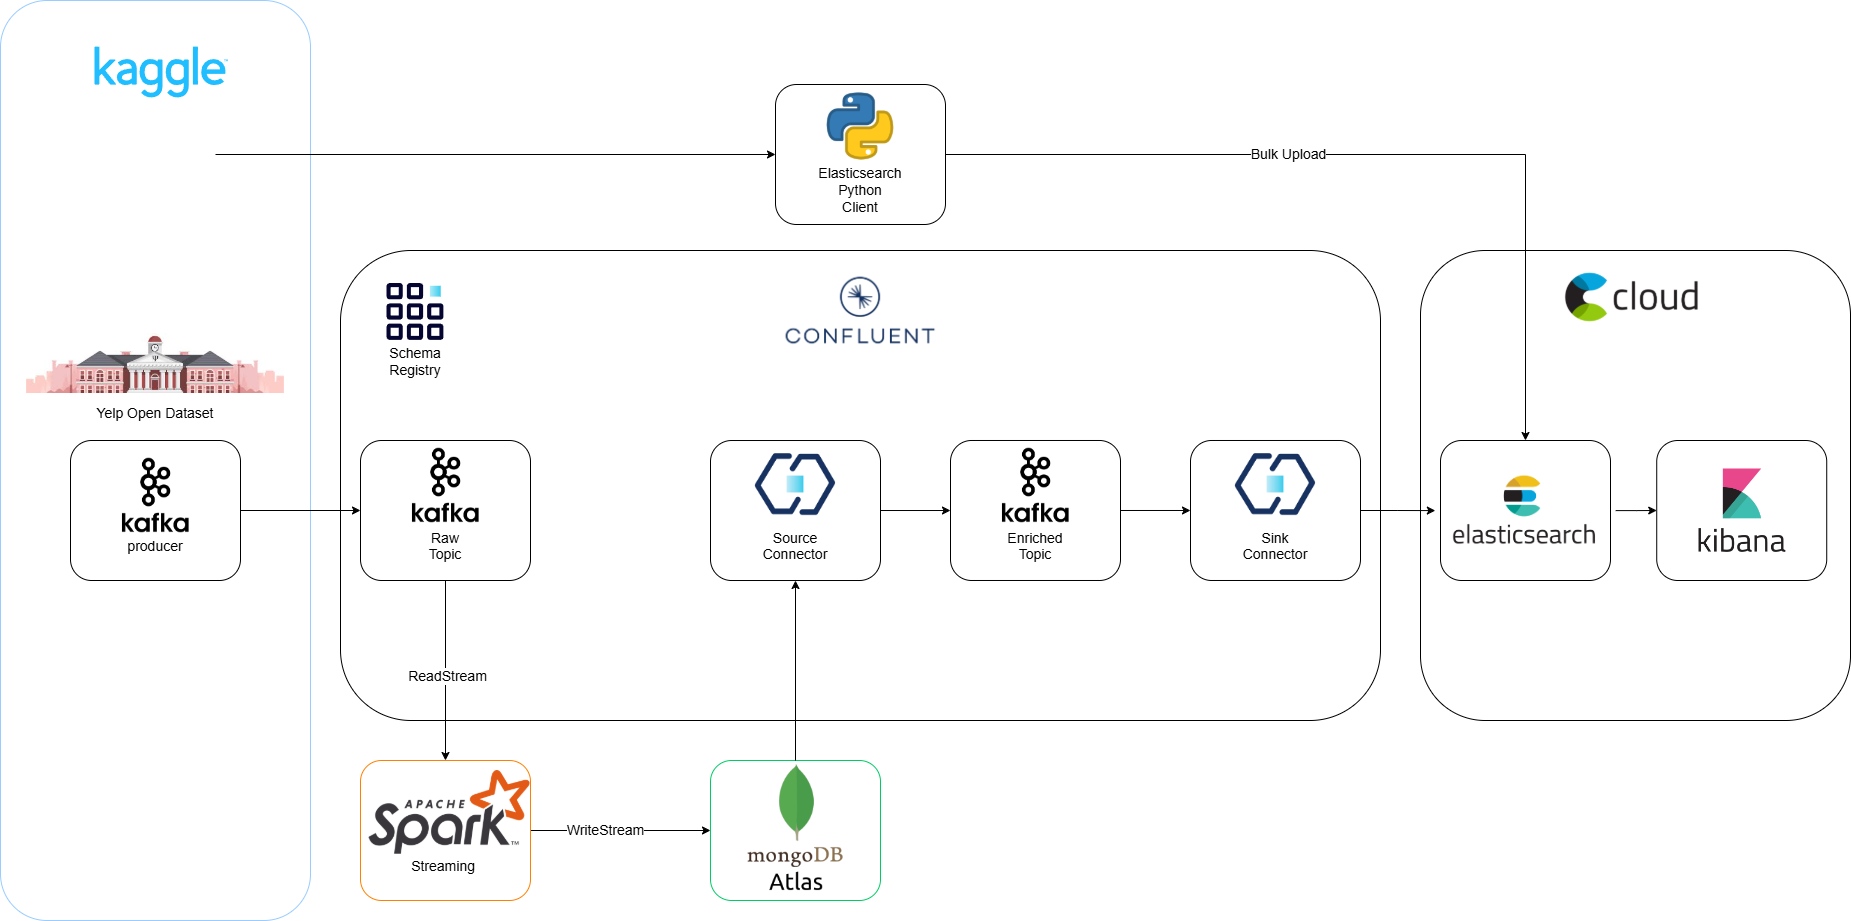 kaggle
Elasticsearch
Python
Client
Bulk Upload
Schema
Registry
CONFLUENT
cloud
Yelp Open Dataset
kafka
producer
kafka
Raw
Topic
Source
Connector
kafka
Enriched
Topic
Sink
Connector
elasticsearch
kibana
ReadStream
APACHE
Spark™
Streaming
WriteStream
mongoDB
Atlas